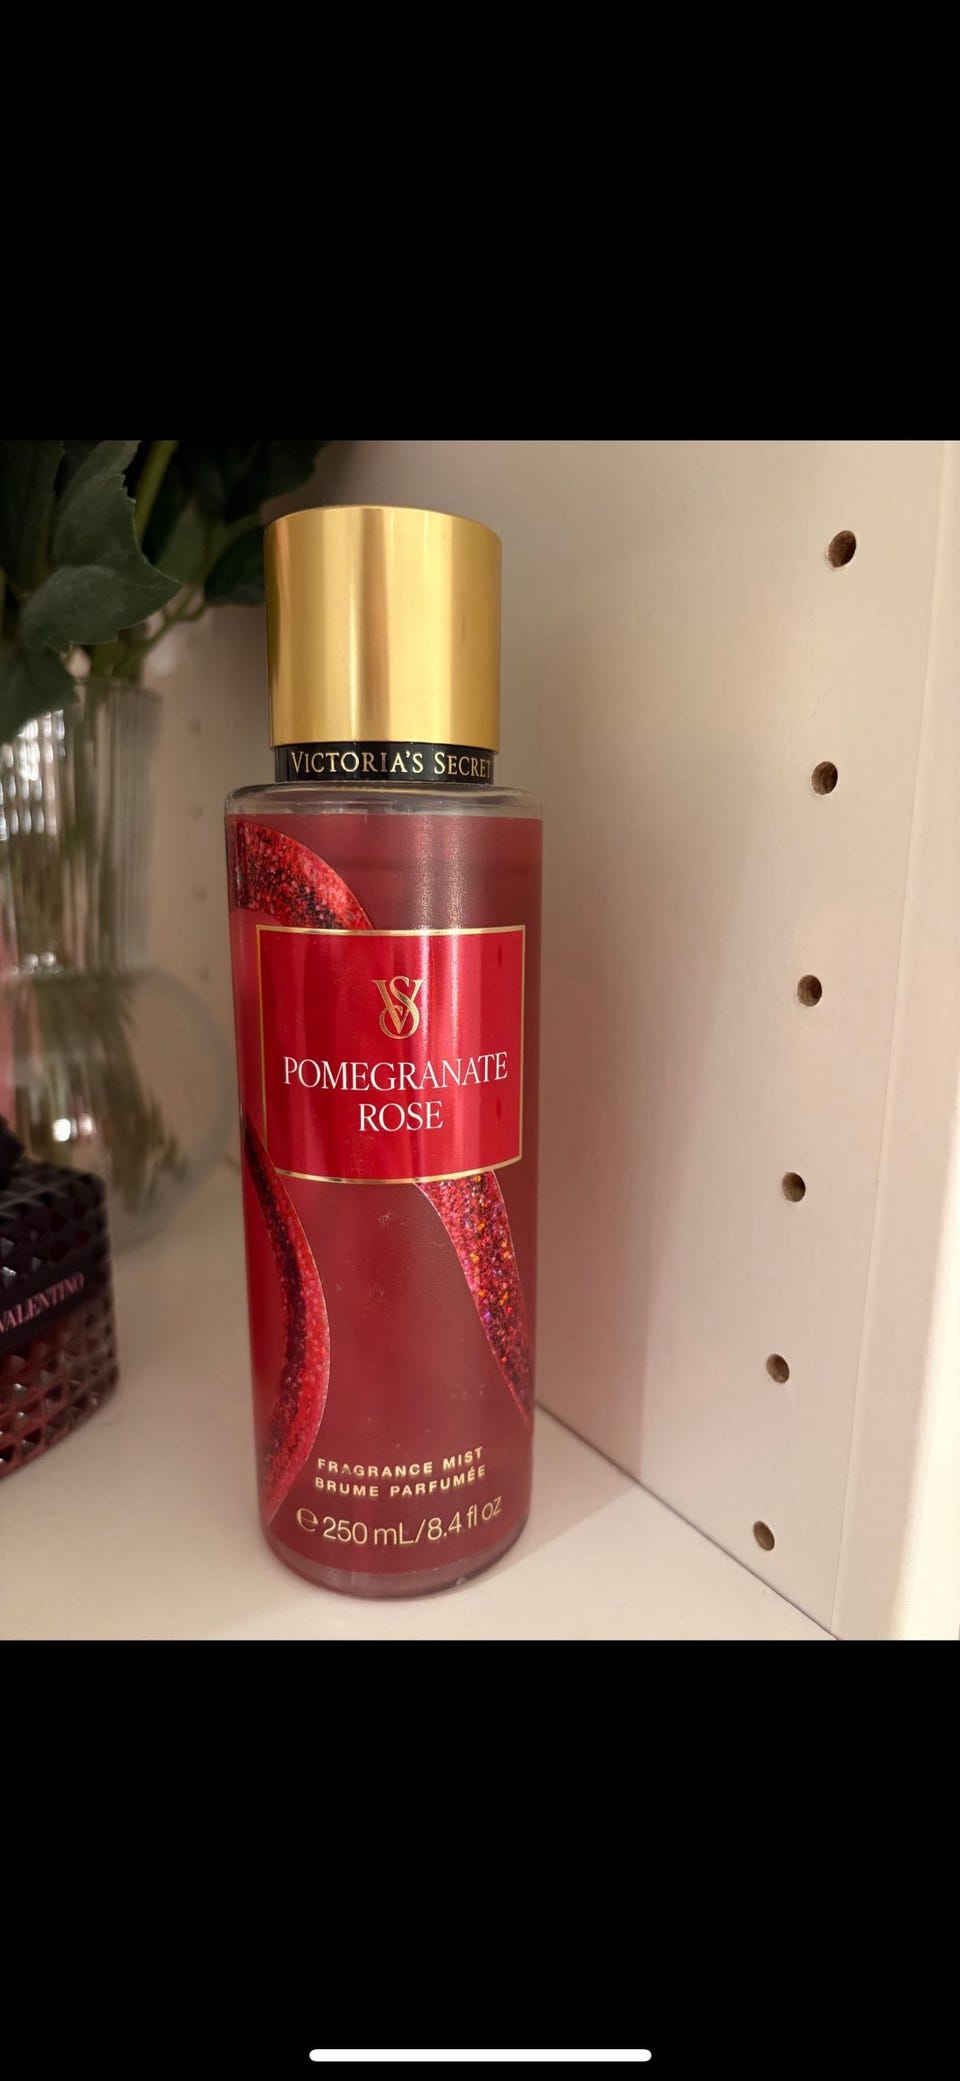 VICTORIA'S SECRET
VS
POMEGRANATE
ROSE
VALENTINO
FRAGRANCE MIST
BRUME PARFUMÉE
℮ 250 mL/8.4 fl oz